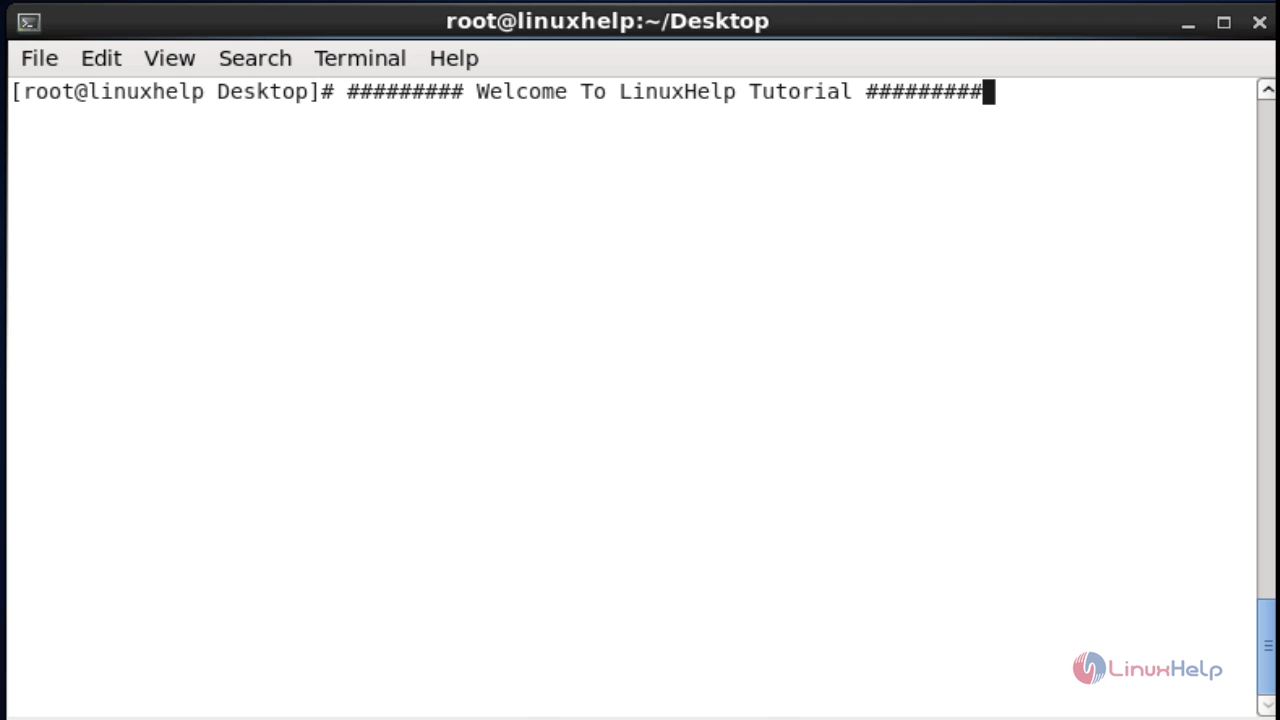 root@linuxhelp:~/Desktop
File Edit View Search Terminal Help
[root@linuxhelp Desktop]# ######### Welcome To LinuxHelp Tutorial #########
LinuxHelp